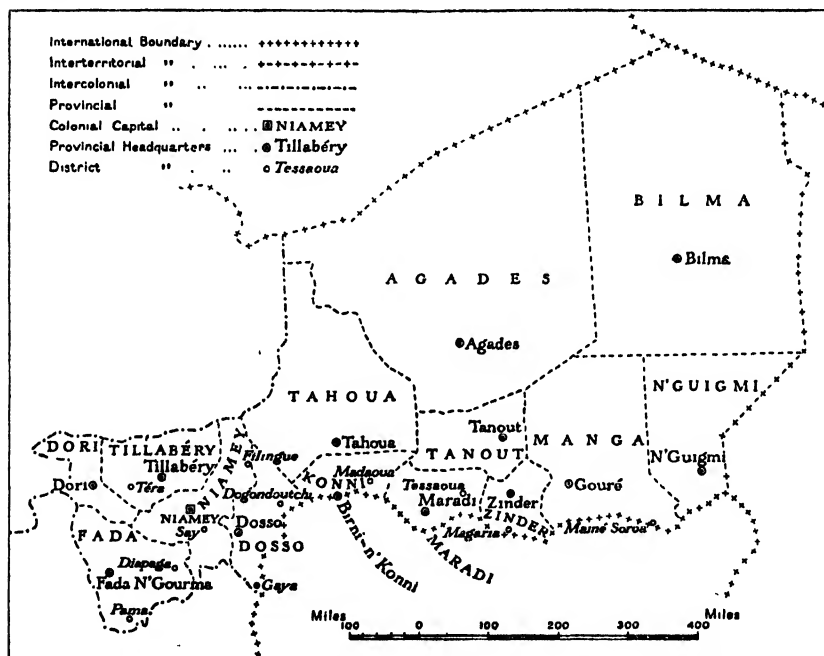 International Boundary
Interterritorial "
Intercolonial "
Provincial "
Colonial Capital NIAMEY
Provincial Headquarters Tillabéry
District " Tessaoua
BILMA
Bilma
AGADES
Agades
TAHOUA
Tahoua
N'GUIGMI
N'Guigmi
DORI
Dori
TILLABÉRY
Tillabéry
Téra
NIAMEY
Filingue
KONNI
Madaoua
Tanout
TANOUT
MANGA
Gouré
Tessaoua
Maradi
Zinder
ZINDER
Magaria
Mainé Soroa
MARADI
Birni-n'Konni
Dogondoutchi
NIAMEY
Say
Dosso
DOSSO
FADA
Diapaga
Fada N'Gourma
Pama
Gaya
Miles Miles
100 0 100 200 300 400